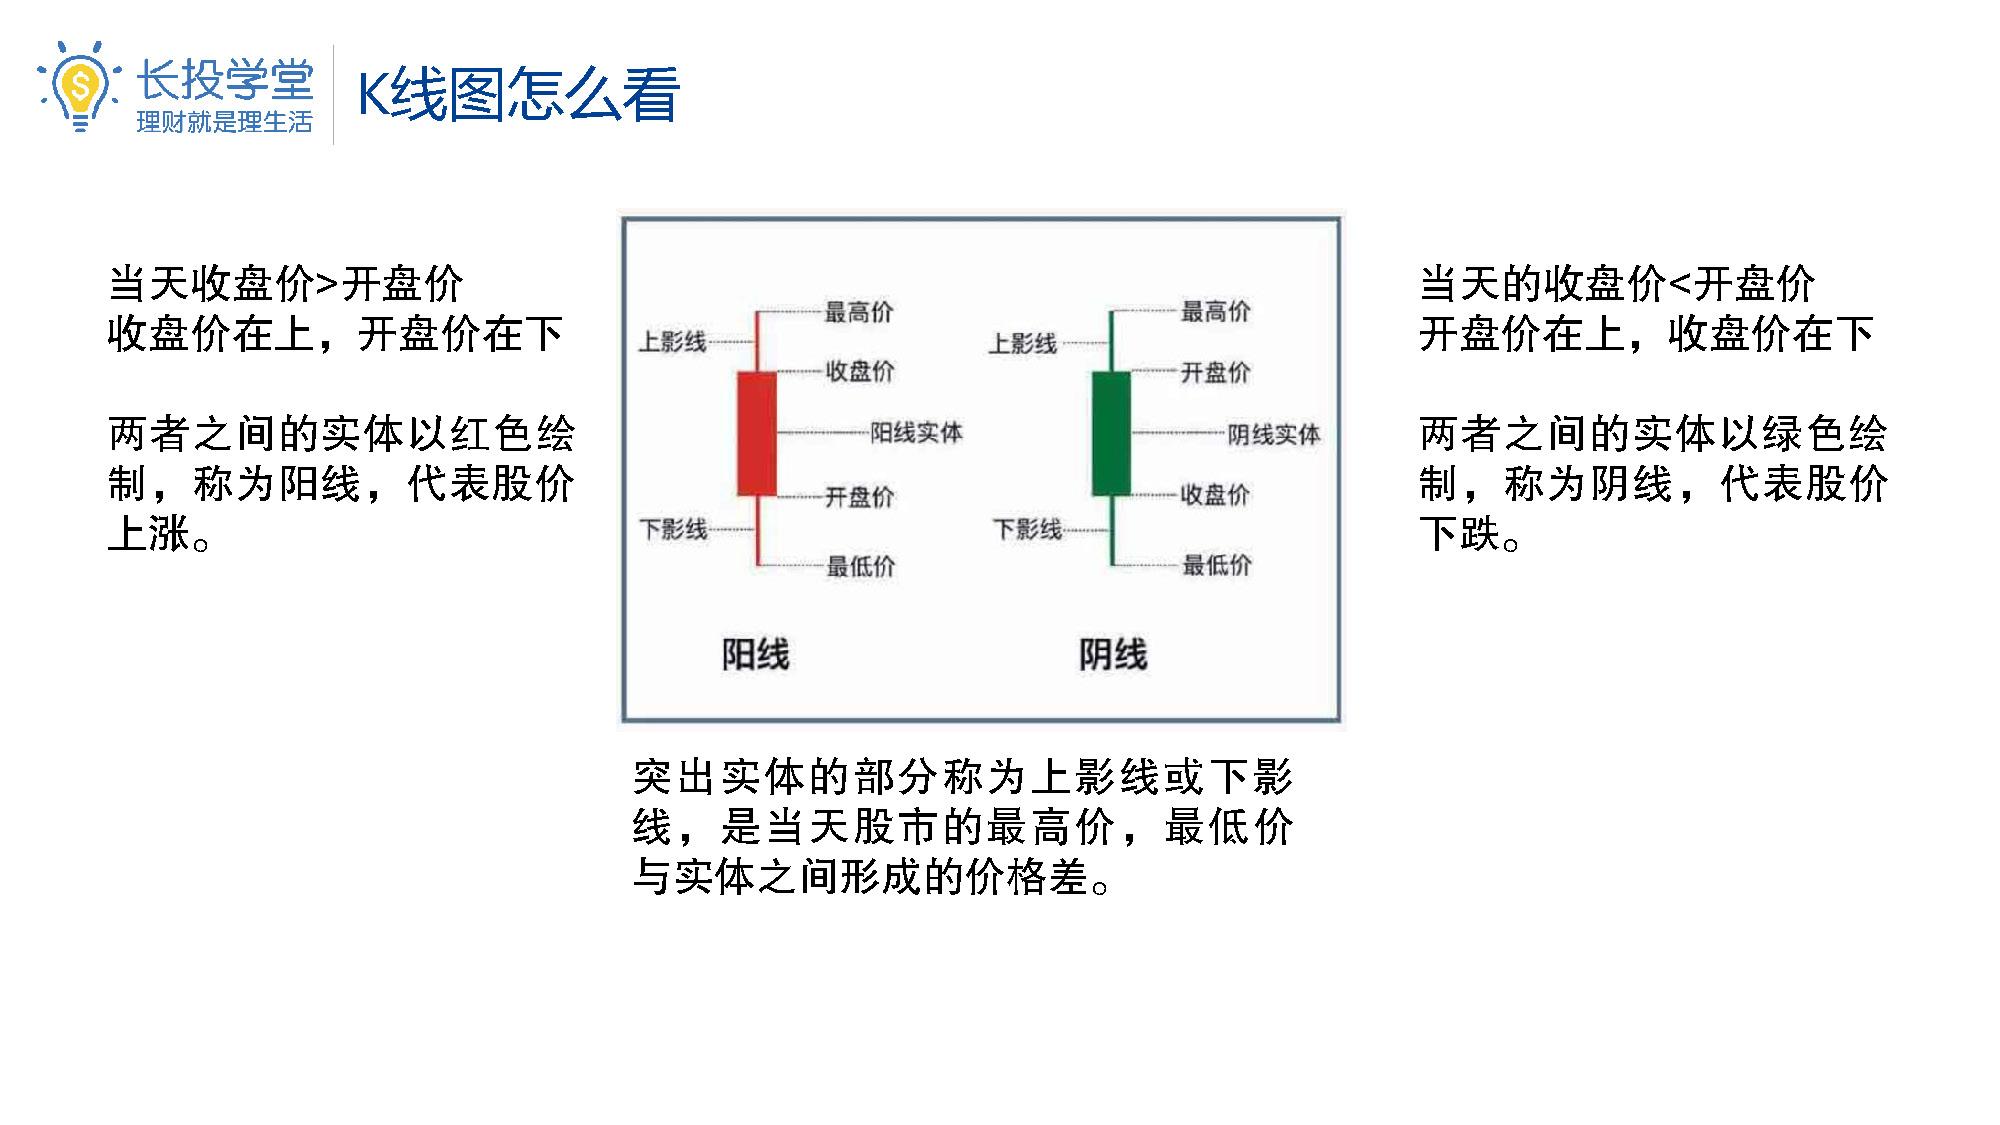 长投学堂
理财就是理生活
K线图怎么看
当天收盘价>开盘价
收盘价在上，开盘价在下
两者之间的实体以红色绘
制，称为阳线，代表股价
上涨。
最高价
上影线
收盘价
阳线实体
开盘价
下影线
最低价
阳线
最高价
上影线
开盘价
阴线实体
收盘价
下影线
最低价
阴线
当天的收盘价<开盘价
开盘价在上，收盘价在下
两者之间的实体以绿色绘
制，称为阴线，代表股价
下跌。
突出实体的部分称为上影线或下影
线，是当天股市的最高价，最低价
与实体之间形成的价格差。